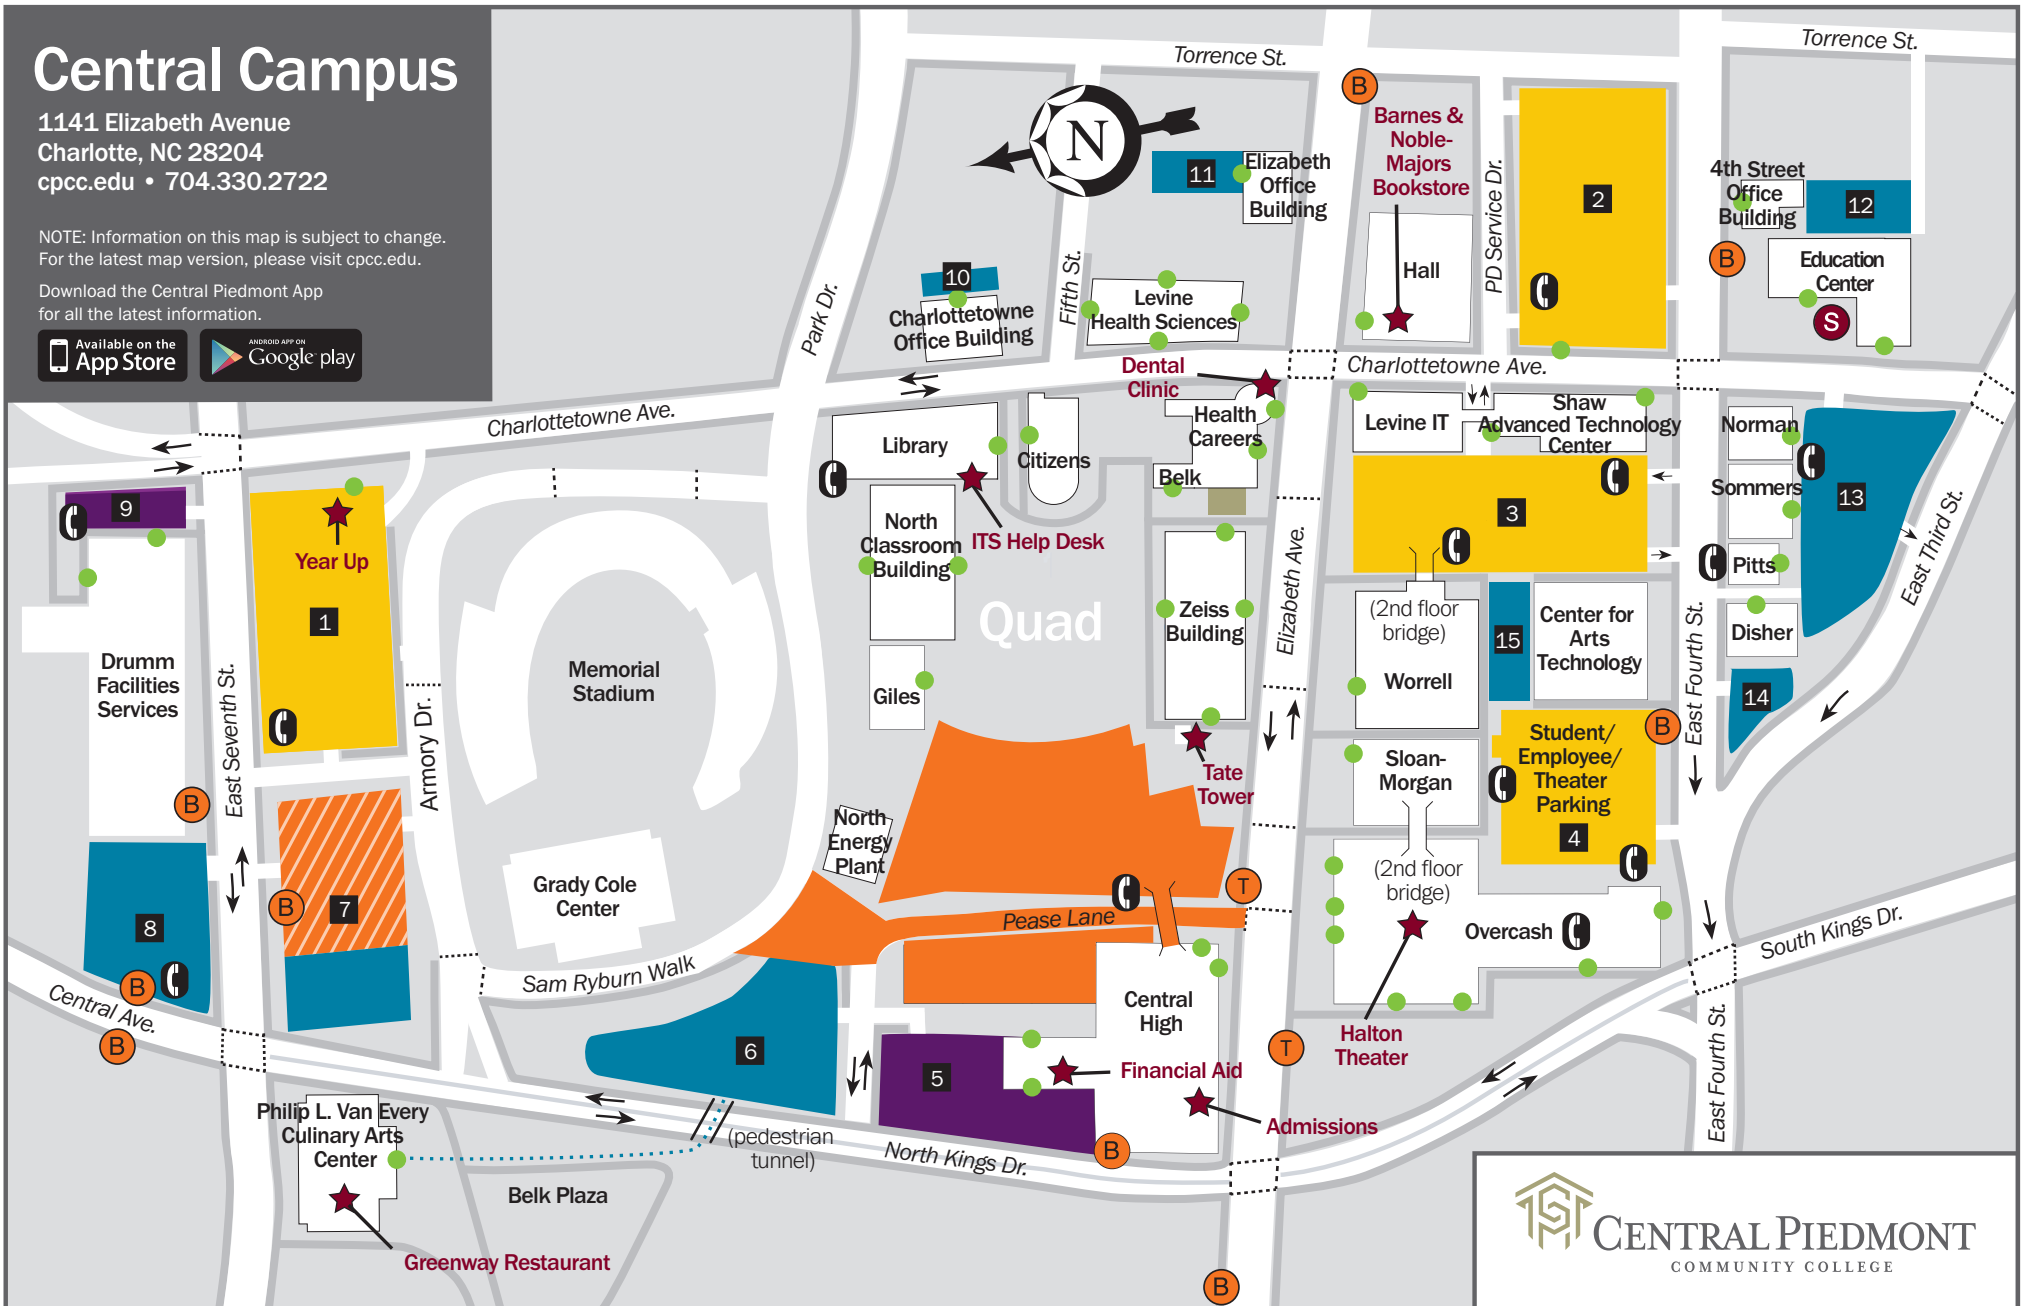 Central Campus
1141 Elizabeth Avenue
Charlotte, NC 28204
cpcc.edu • 704.330.2722
NOTE: Information on this map is subject to change.
For the latest map version, please visit cpcc.edu.
Download the Central Piedmont App
for all the latest information.
Available on the
App Store
ANDROID APP ON
Google play
Torrence St.
Torrence St.
N
B
Barnes &
Noble-
Majors
Bookstore
Hall
PD Service Dr.
2
11
Elizabeth
Office
Building
4th Street
Office
Building
12
B
Education
Center
S
Park Dr.
Fifth St.
10
Charlottetowne
Office Building
Levine
Health Sciences
Dental
Clinic
Charlottetowne Ave.
Charlottetowne Ave.
Library
Citizens
Health
Careers
Belk
Levine IT
Shaw
Advanced Technology
Center
Norman
Sommers
13
Pitts
Disher
14
East Third St.
9
Year Up
1
Drumm
Facilities
Services
East Seventh St.
Armory Dr.
Memorial
Stadium
North
Classroom
Building
ITS Help Desk
Quad
Giles
Zeiss
Building
Elizabeth Ave.
3
(2nd floor
bridge)
Worrell
15
Center for
Arts
Technology
East Fourth St.
B
Student/
Employee/
Theater
Parking
4
Sloan-
Morgan
Tate
Tower
North
Energy
Plant
B
8
B
7
B
Central Ave.
B
Grady Cole
Center
Sam Ryburn Walk
Pease Lane
T
(2nd floor
bridge)
Overcash
South Kings Dr.
Central
High
T
Halton
Theater
6
5
Financial Aid
Admissions
East Fourth St.
Philip L. Van Every
Culinary Arts
Center
(pedestrian
tunnel)
North Kings Dr.
B
Belk Plaza
Greenway Restaurant
B
CENTRAL PIEDMONT
COMMUNITY COLLEGE